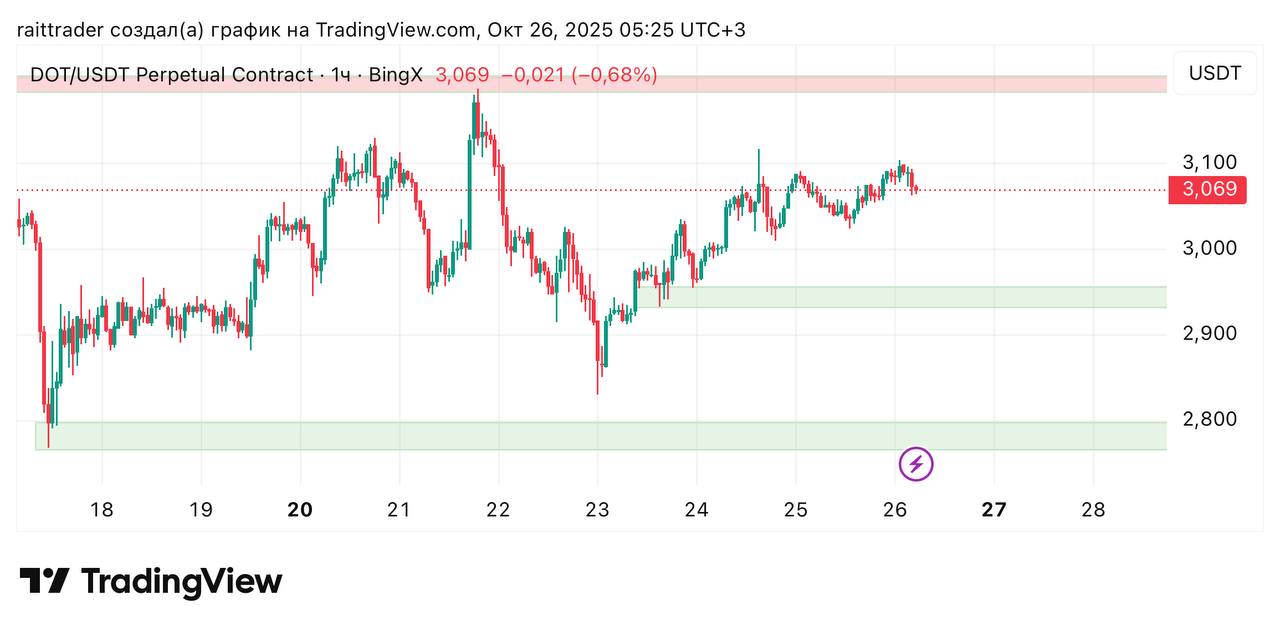 raittrader создал(а) график на TradingView.com, Окт 26, 2025 05:25 UTC+3
DOT/USDT Perpetual Contract · 1ч · BingX 3,069 −0,021 (−0,68%)
USDT
3,100
3,069
3,000
2,900
2,800
18 19 20 21 22 23 24 25 26 27 28
TradingView